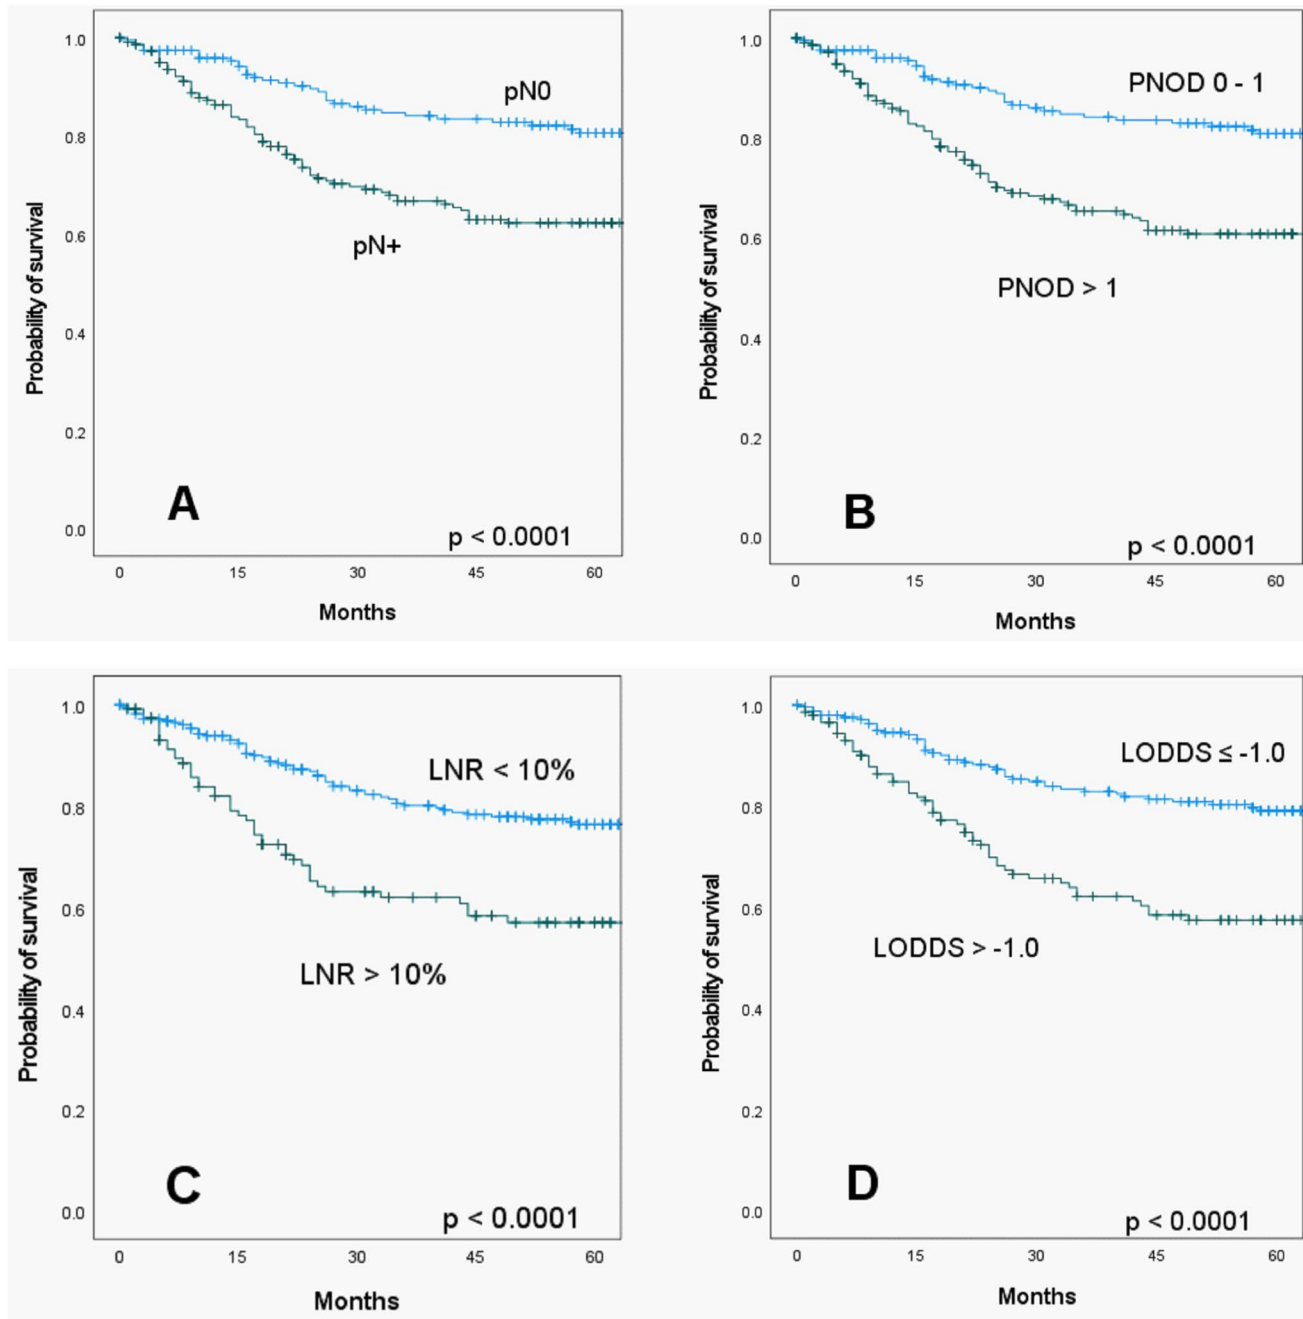 1.0
0.8
0.6
0.4
0.2
0.0
Probability of survival
pN0
pN+
A
p < 0.0001
0 15 30 45 60
Months
1.0
0.8
0.6
0.4
0.2
0.0
Probability of survival
PNOD 0 - 1
PNOD > 1
B
p < 0.0001
0 15 30 45 60
Months
1.0
0.8
0.6
0.4
0.2
0.0
Probability of survival
LNR < 10%
LNR > 10%
C
p < 0.0001
0 15 30 45 60
Months
1.0
0.8
0.6
0.4
0.2
0.0
Probability of survival
LODDS ≤ -1.0
LODDS > -1.0
D
p < 0.0001
0 15 30 45 60
Months